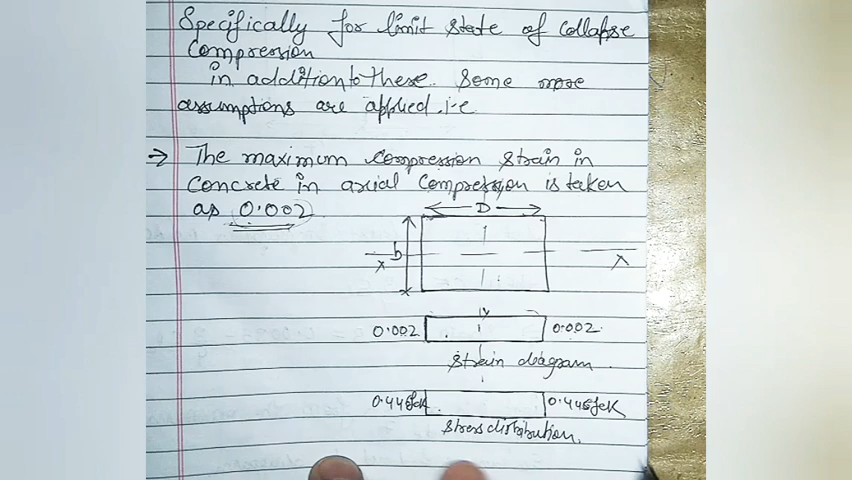 Specifically for limit state of collapse
Compression
in addition to these some more
assumptions are applied. i-e
→ The maximum compression strain in
Concrete in axial Compression is taken
as 0.002
D
b
x
x
y
0.002
0.002
Strain diagram
0.446fck
0.446fck
Stress distribution.